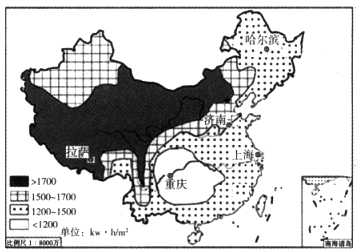 哈尔滨
济南
拉萨
上海
重庆
>1700
1500~1700
1200~1500
<1200
单位: kw·h/m²
比例尺 1:8000万
南海诸岛